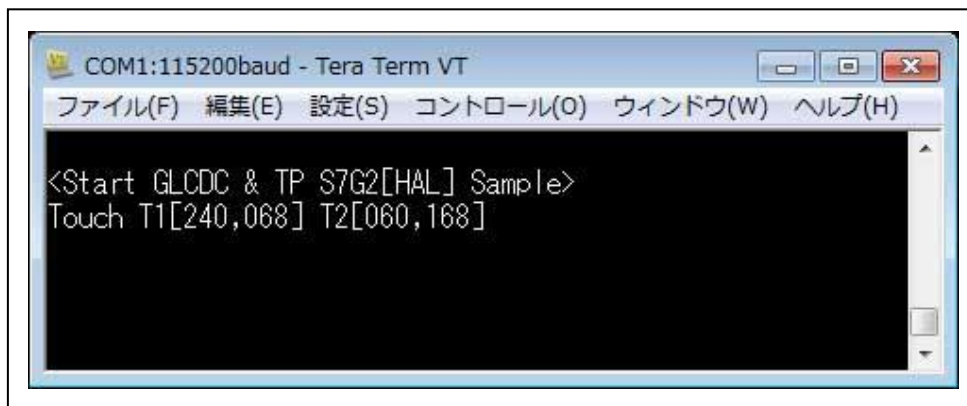 COM1:115200baud - Tera Term VT
ファイル(F) 編集(E) 設定(S) コントロール(O) ウィンドウ(W) ヘルプ(H)
<Start GLCDC & TP S7G2[HAL] Sample>
Touch T1[240,068] T2[060,168]